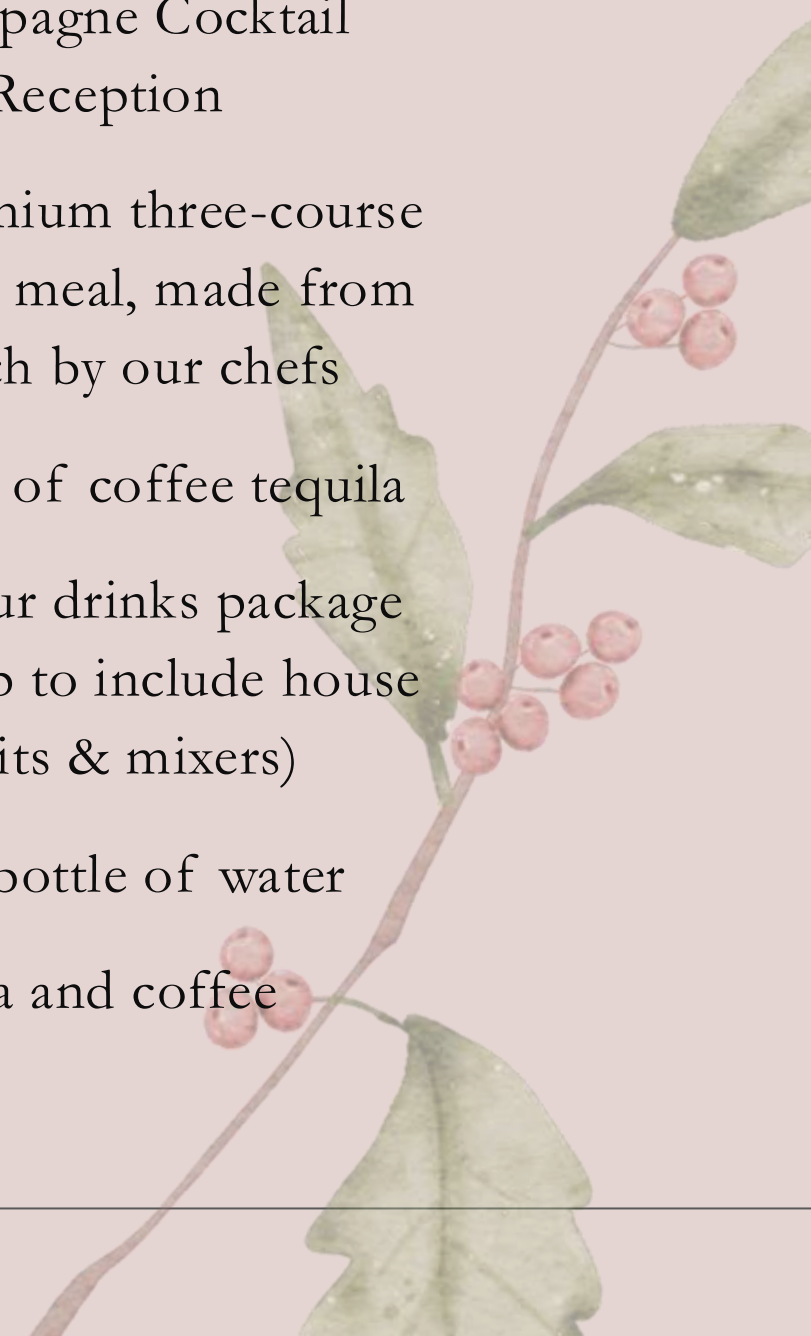 pagne Cocktail
Reception
nium three-course
meal, made from
ch by our chefs
of coffee tequila
ur drinks package
p to include house
its & mixers)
bottle of water
a and coffee